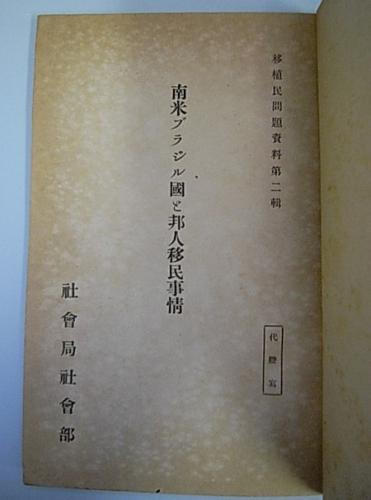 移植民問題資料第二輯
南米ブラジル國と邦人移民事情
社會局社會部
代謄寫